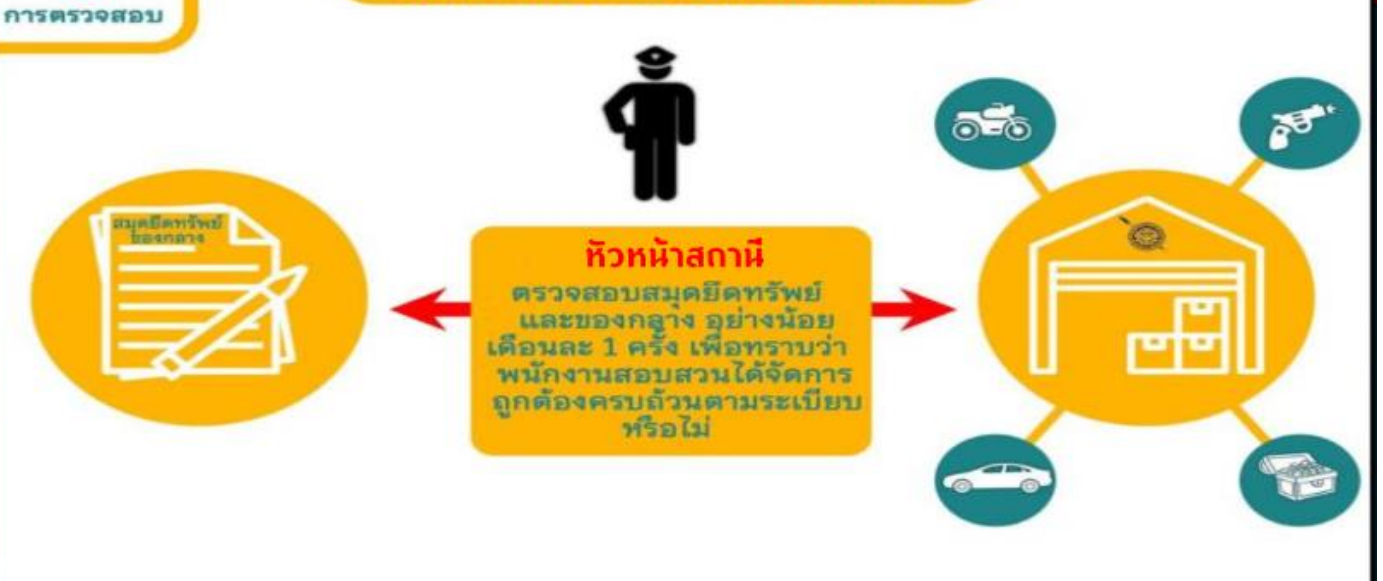 การตรวจสอบ
สมุดยึดทรัพย์
ของกลาง
หัวหน้าสถานี
ตรวจสอบสมุดยึดทรัพย์
และของกลาง อย่างน้อย
เดือนละ 1 ครั้ง เพื่อทราบว่า
พนักงานสอบสวนได้จัดการ
ถูกต้องครบถ้วนตามระเบียบ
หรือไม่